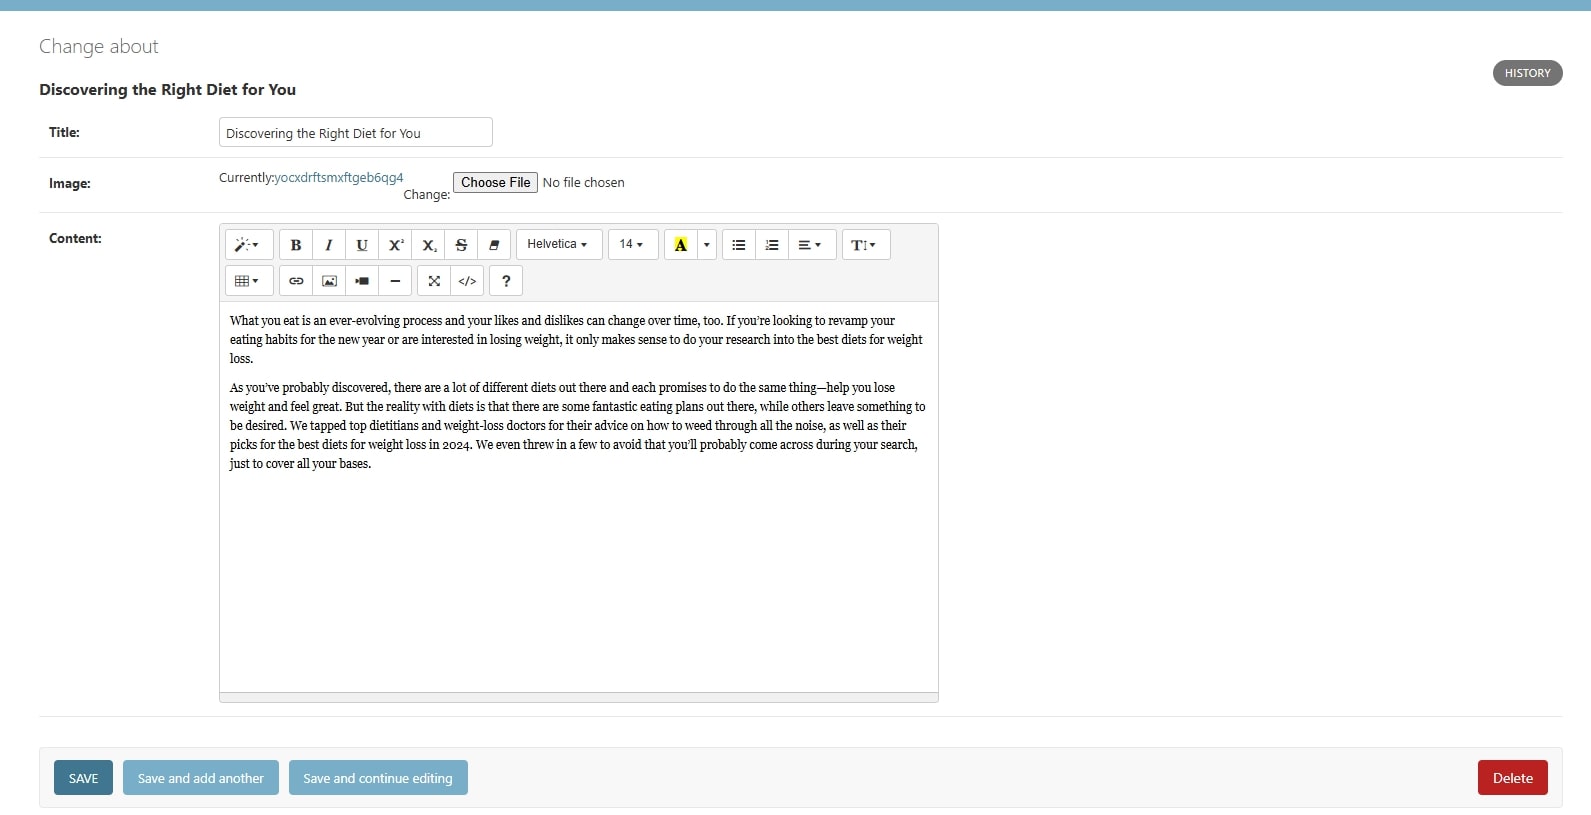 Change about
HISTORY
Discovering the Right Diet for You
Title:
Discovering the Right Diet for You
Image:
Currently:yocxdrftsmxftgeb6qg4
Change: Choose File No file chosen
Content:
B I U X² X₂ S Helvetica 14 A T
</> ?
What you eat is an ever-evolving process and your likes and dislikes can change over time, too. If you’re looking to revamp your
eating habits for the new year or are interested in losing weight, it only makes sense to do your research into the best diets for weight
loss.
As you’ve probably discovered, there are a lot of different diets out there and each promises to do the same thing—help you lose
weight and feel great. But the reality with diets is that there are some fantastic eating plans out there, while others leave something to
be desired. We tapped top dietitians and weight-loss doctors for their advice on how to weed through all the noise, as well as their
picks for the best diets for weight loss in 2024. We even threw in a few to avoid that you’ll probably come across during your search,
just to cover all your bases.
SAVE Save and add another Save and continue editing Delete